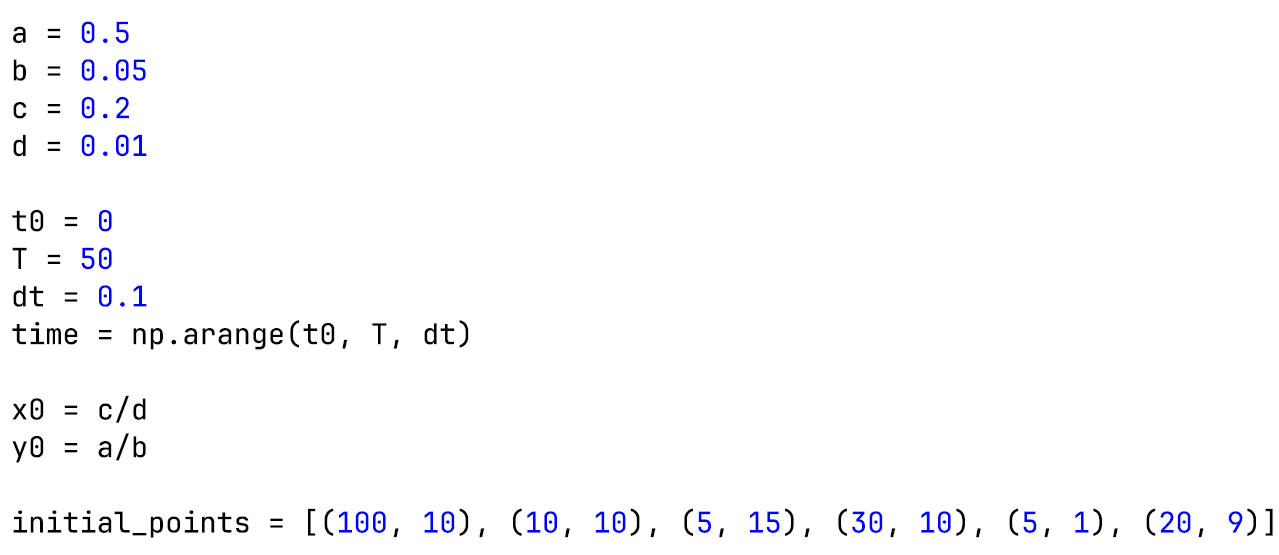 a = 0.5
b = 0.05
c = 0.2
d = 0.01
t0 = 0
T = 50
dt = 0.1
time = np.arange(t0, T, dt)
x0 = c/d
y0 = a/b
initial_points = [(100, 10), (10, 10), (5, 15), (30, 10), (5, 1), (20, 9)]